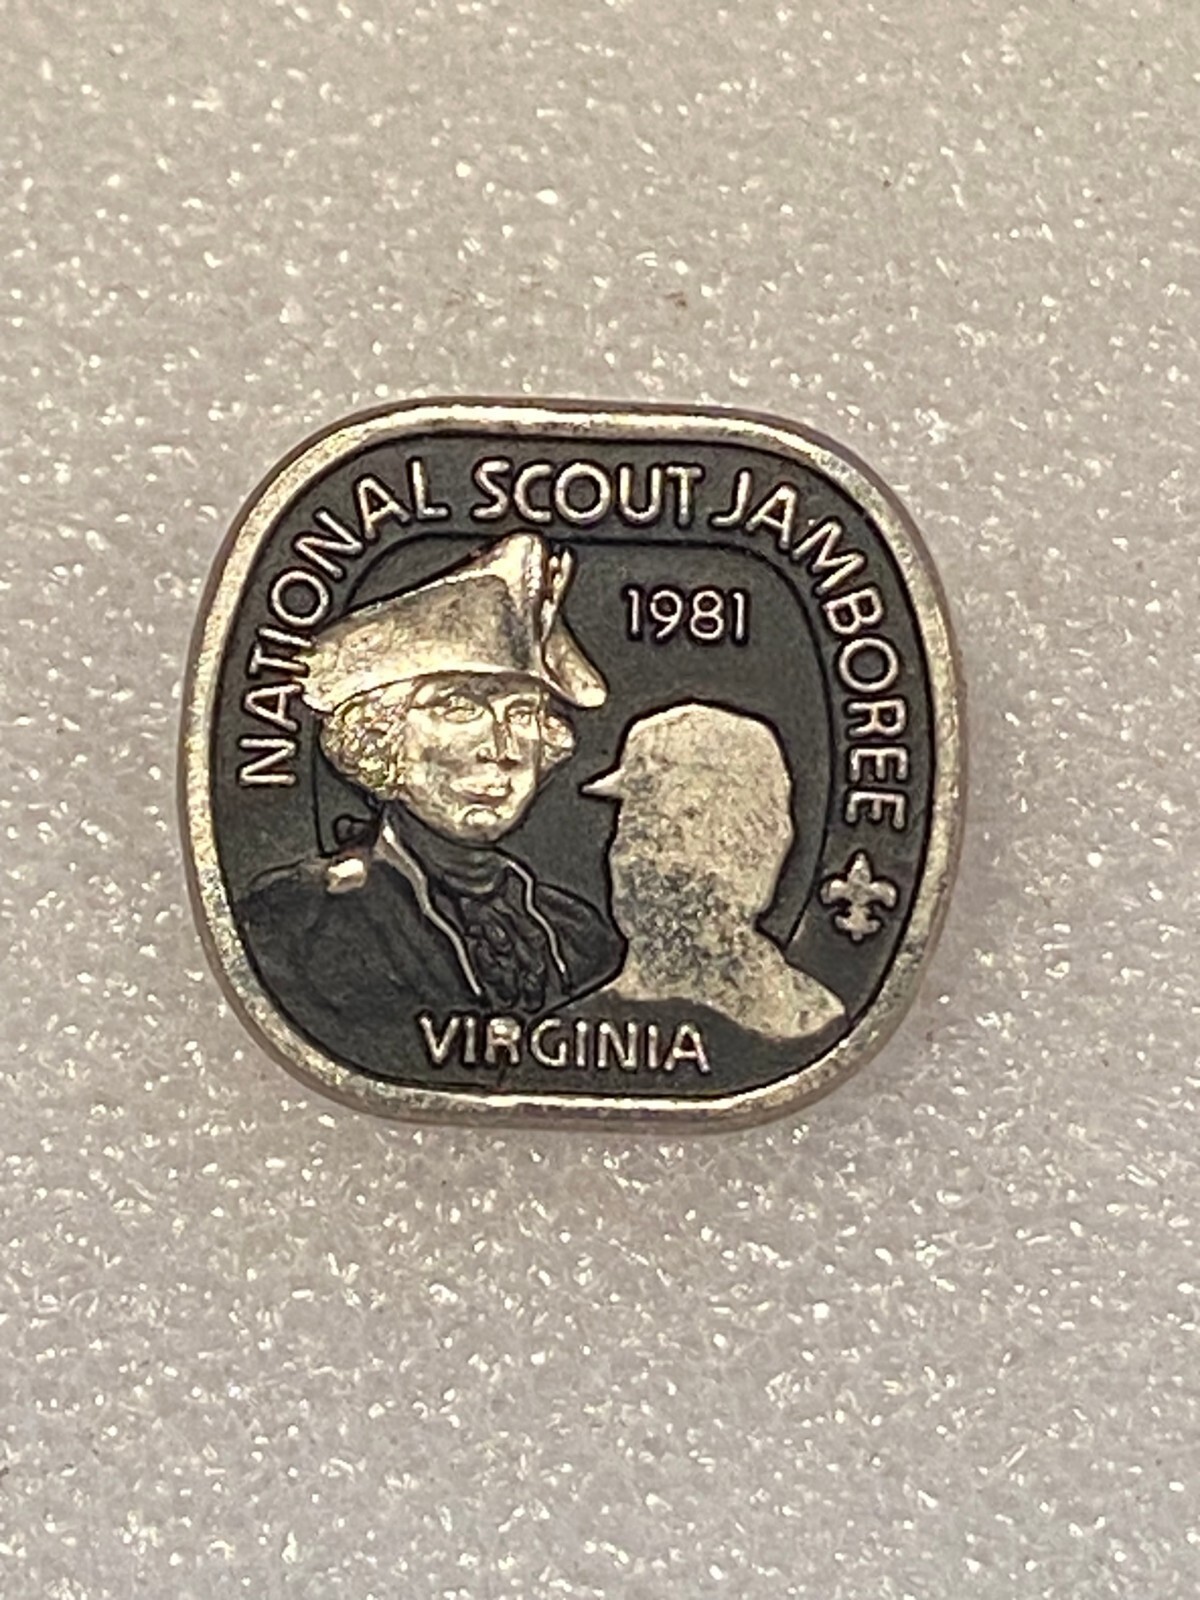 NATIONAL SCOUT JAMBOREE
1981
VIRGINIA